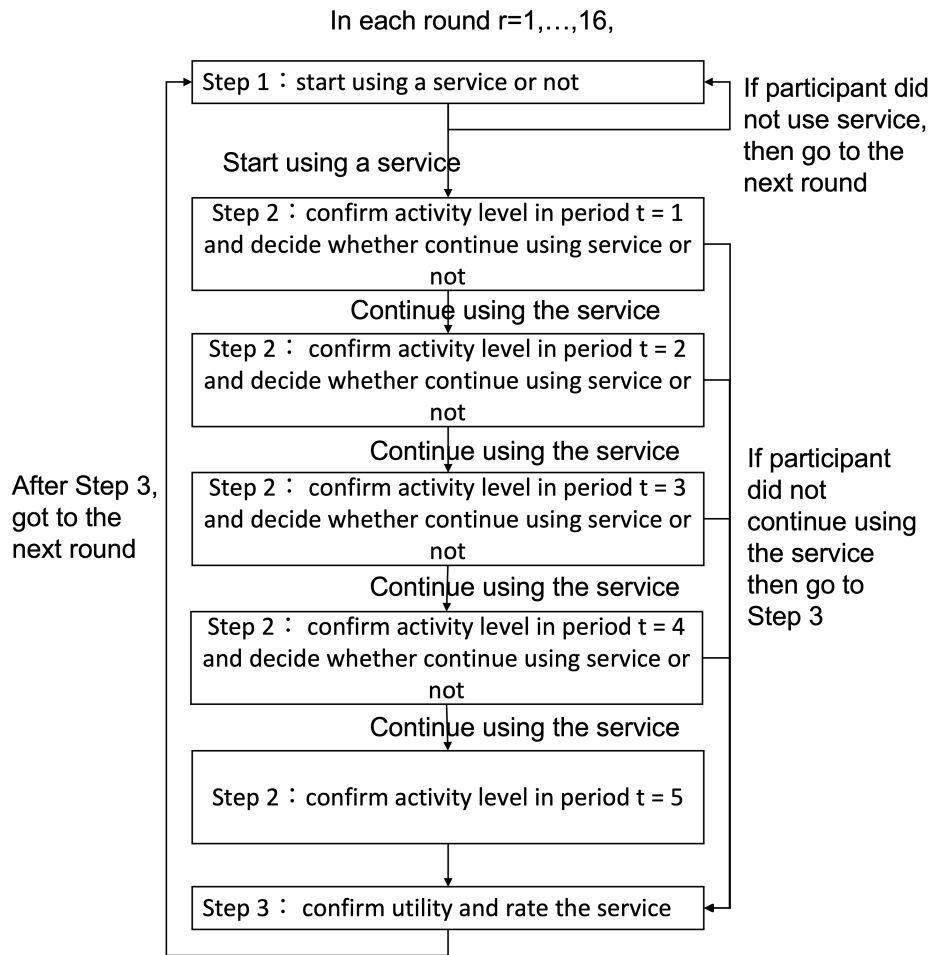 In each round r=1,…,16,
Step 1：start using a service or not
If participant did
not use service,
then go to the
next round
Start using a service
Step 2：confirm activity level in period t = 1
and decide whether continue using service or
not
Continue using the service
Step 2： confirm activity level in period t = 2
and decide whether continue using service or
not
Continue using the service
Step 2： confirm activity level in period t = 3
and decide whether continue using service or
not
After Step 3,
got to the
next round
If participant
did not
continue using
the service
then go to
Step 3
Continue using the service
Step 2： confirm activity level in period t = 4
and decide whether continue using service or
not
Continue using the service
Step 2：confirm activity level in period t = 5
Step 3： confirm utility and rate the service